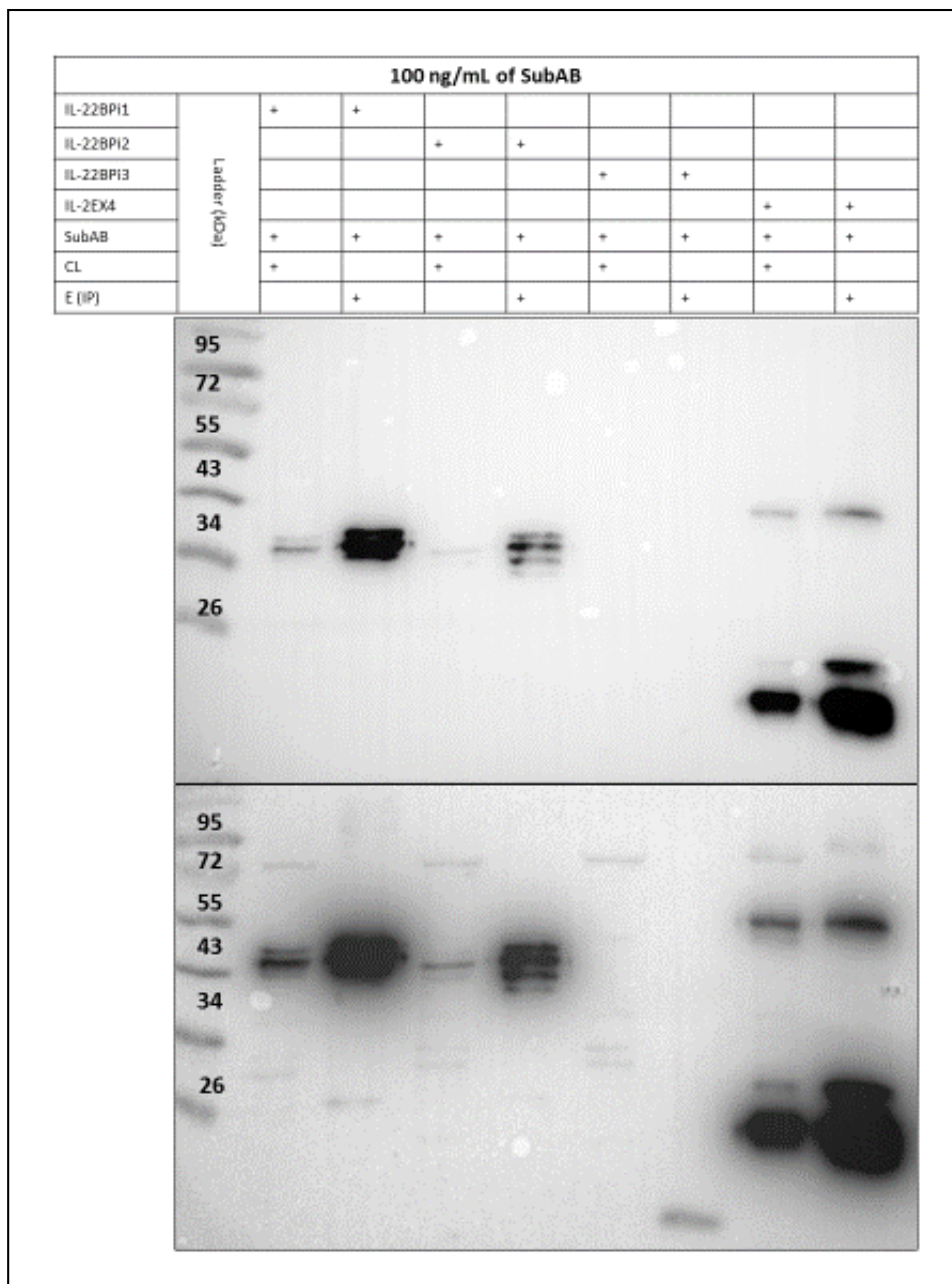 100 ng/mL of SubAB
IL-22BPi1 + +
IL-22BPi2 + +
IL-22BPi3 + +
IL-2EX4 + +
SubAB + + + + + + + +
CL + + + +
E (IP) + + + +
Ladder (kDa)
95
72
55
43
34
26
95
72
55
43
34
26